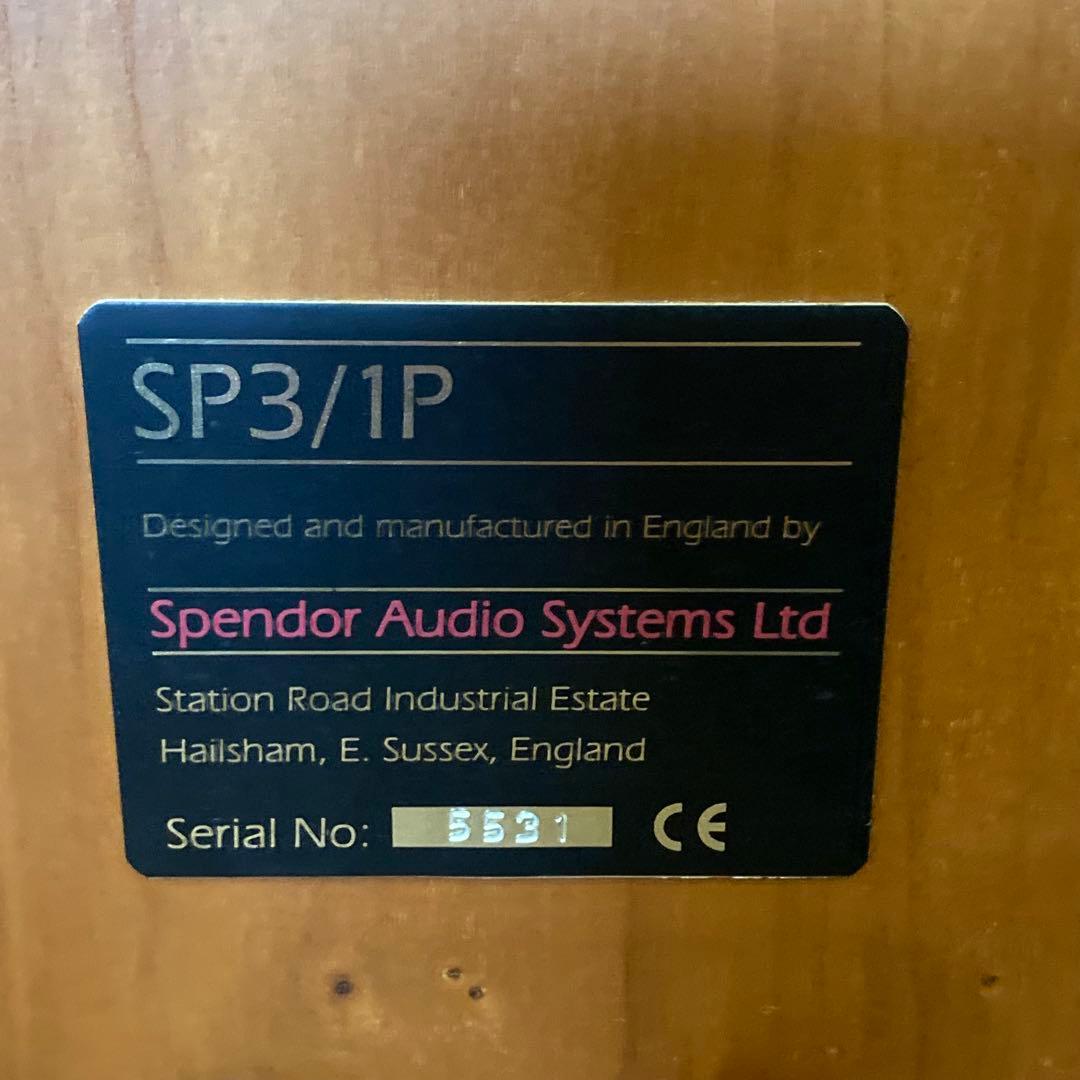 SP3/1P
Designed and manufactured in England by
Spendor Audio Systems Ltd
Station Road Industrial Estate
Hailsham, E. Sussex, England
Serial No: 5531 CE